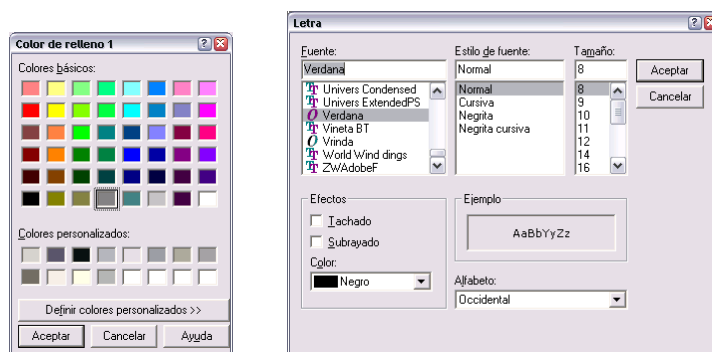 Color de relleno 1
Colores básicos:
Colores personalizados:
Definir colores personalizados >>
Aceptar Cancelar Ayuda
Letra
Fuente: Estilo de fuente: Tamaño:
Verdana Normal 8 Aceptar
Univers Condensed Normal 8
Cancelar
Univers ExtendedPS Cursiva 9
Verdana Negrita 10
Vineta BT Negrita cursiva 11
Vrinda 12
World Wind dings 14
ZWAdobeF 16
Efectos Ejemplo
Tachado
Subrayado AaBbYyZz
Color:
Negro
Alfabeto:
Occidental